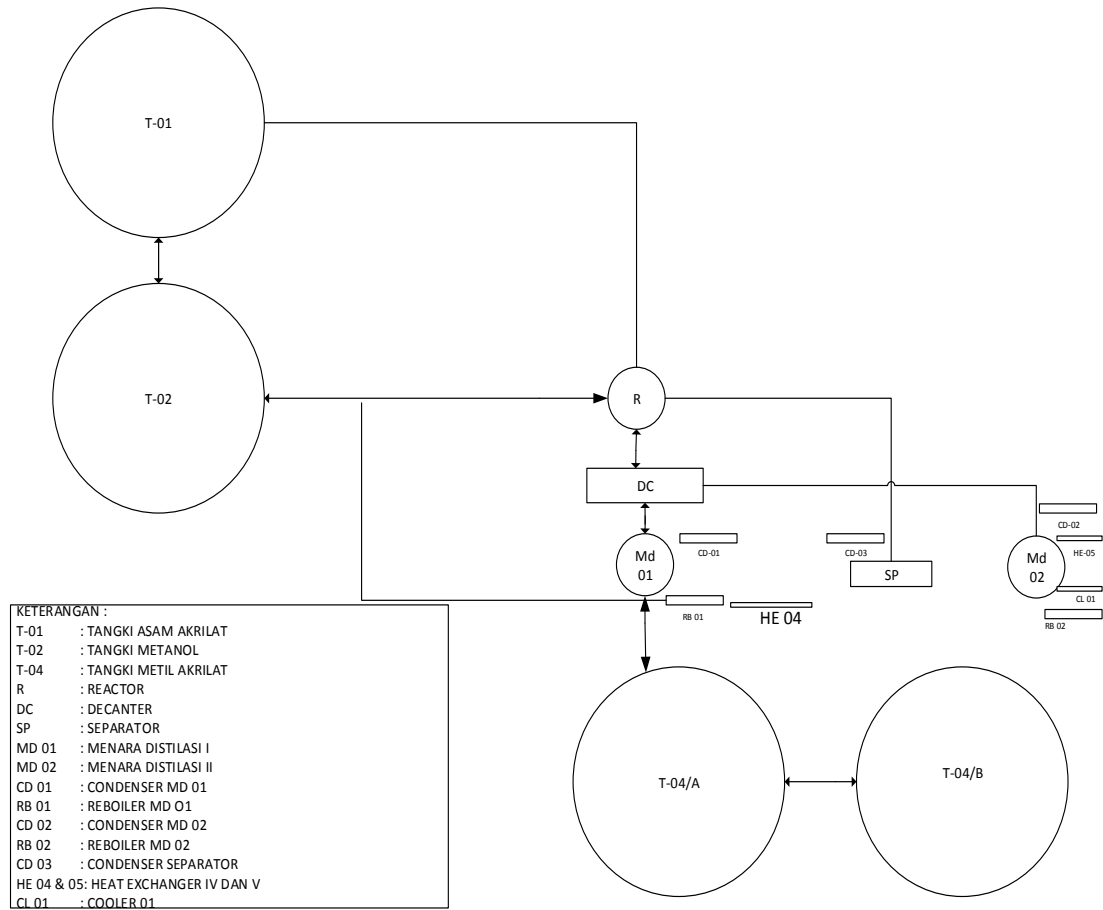 T-01
T-02
R
DC
CD-02
CD-01
CD-03
HE-05
Md
01
SP
Md
02
CL 01
RB 01
HE 04
RB 02
KETERANGAN :
T-01 : TANGKI ASAM AKRILAT
T-02 : TANGKI METANOL
T-04 : TANGKI METIL AKRILAT
R : REACTOR
DC : DECANTER
SP : SEPARATOR
MD 01 : MENARA DISTILASI I
MD 02 : MENARA DISTILASI II
CD 01 : CONDENSER MD 01
RB 01 : REBOILER MD O1
CD 02 : CONDENSER MD 02
RB 02 : REBOILER MD 02
CD 03 : CONDENSER SEPARATOR
HE 04 & 05: HEAT EXCHANGER IV DAN V
CL 01 : COOLER 01
T-04/A
T-04/B